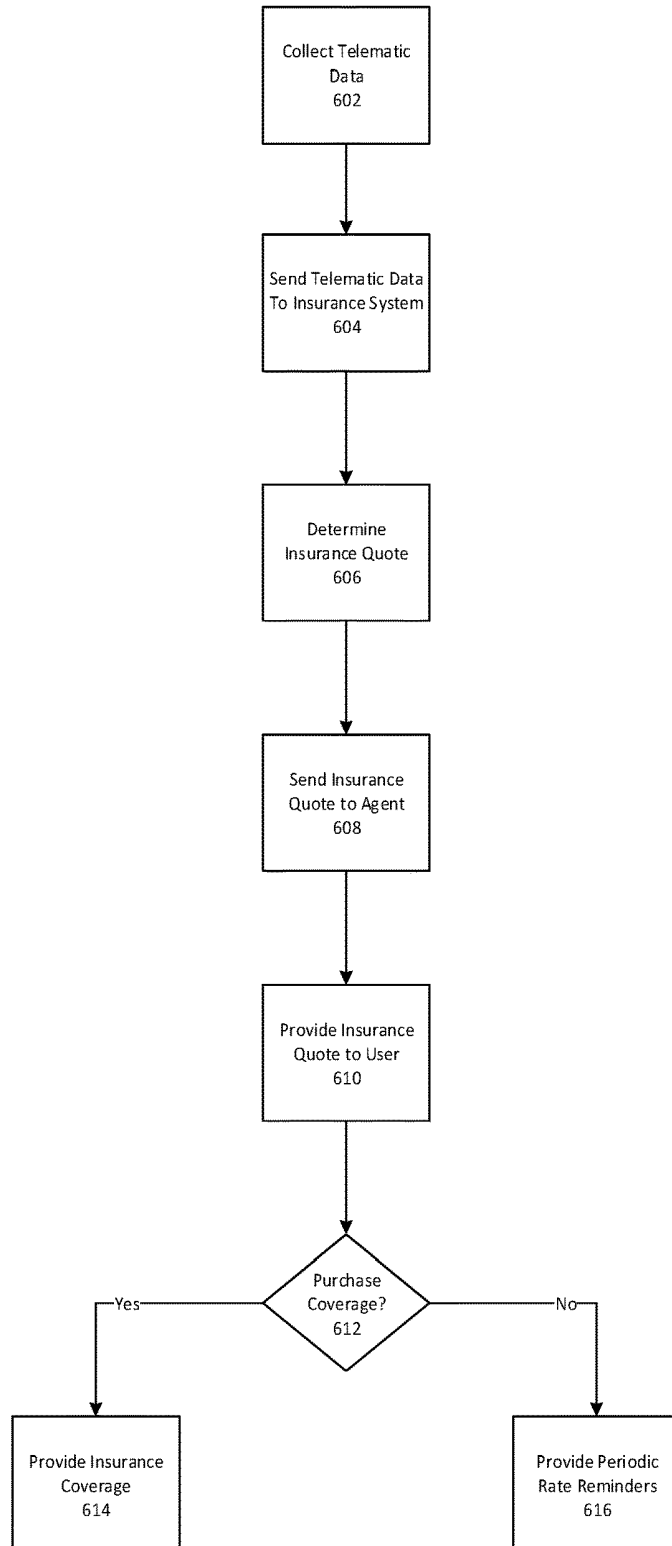 Collect Telematic
Data
602
Send Telematic Data
To Insurance System
604
Determine
Insurance Quote
606
Send Insurance
Quote to Agent
608
Provide Insurance
Quote to User
610
Purchase
Coverage?
612
Yes
No
Provide Insurance
Coverage
614
Provide Periodic
Rate Reminders
616